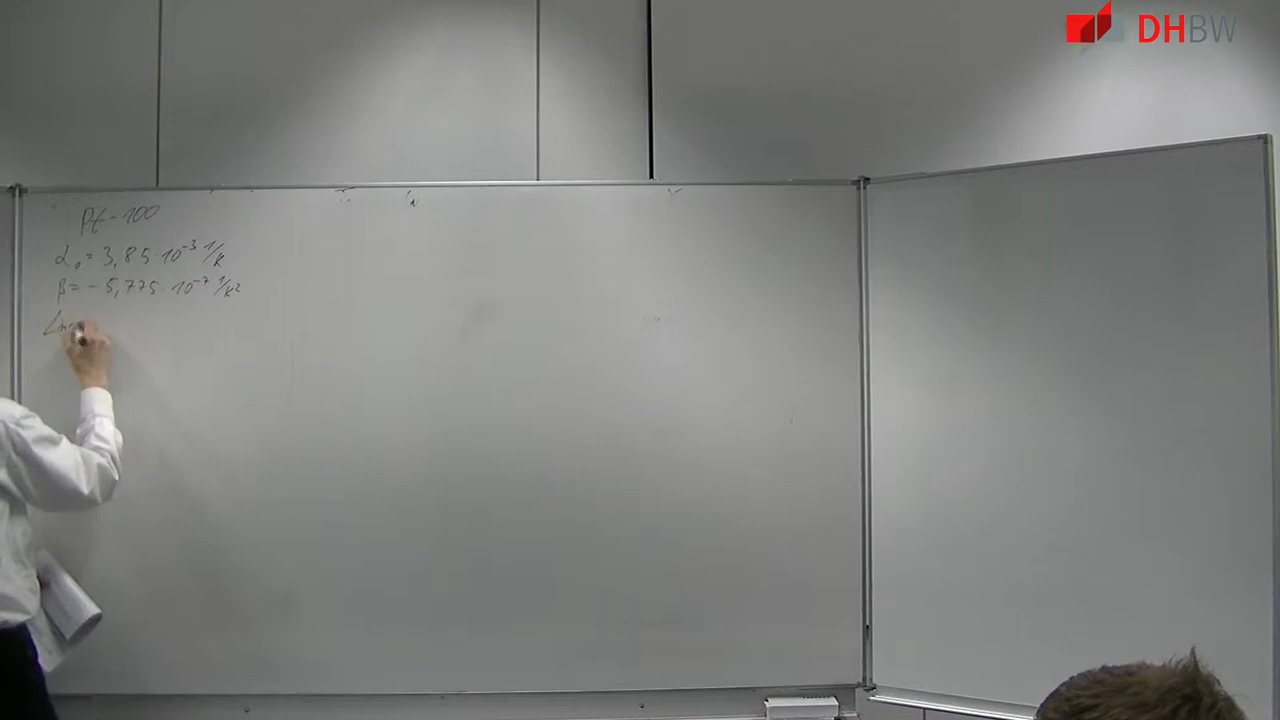 DHBW
Pt-100
α₀ = 3,85 · 10⁻³ 1/K
β = -5,775 · 10⁻⁷ 1/K²